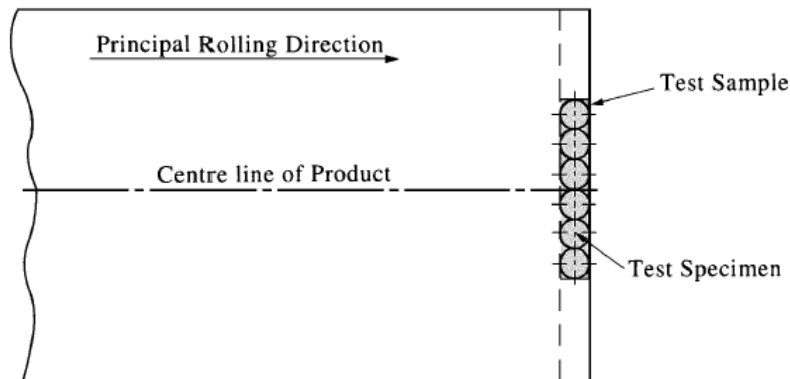 Principal Rolling Direction
Test Sample
Centre line of Product
Test Specimen